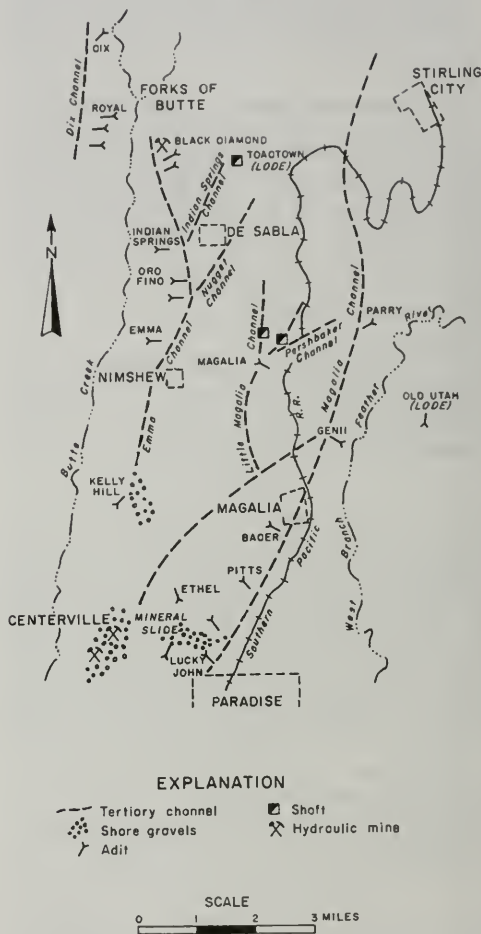 DIX
Dix Channel
FORKS OF
BUTTE
STIRLING
CITY
ROYAL
BLACK DIAMOND
TOADTOWN
(LODE)
Indian Springs
Channel
INDIAN
SPRINGS
DE SABLA
ORO
FINO
Nugget Channel
N
EMMA
Channel
Channel
Channel
PARRY
River
MAGALIA
Pershbaker
Channel
NIMSHEW
Creek
Emma
Little Magalia
R.R.
Magalia
Feather
OLD UTAH
(LODE)
GENII
Butte
KELLY
HILL
MAGALIA
BADER
Pacific
Branch
PITTS
ETHEL
CENTERVILLE
MINERAL
SLIDE
Southern
West
LUCKY
JOHN
PARADISE
EXPLANATION
Tertiary channel
Shaft
Shore gravels
Hydraulic mine
Adit
SCALE
0 1 2 3 MILES